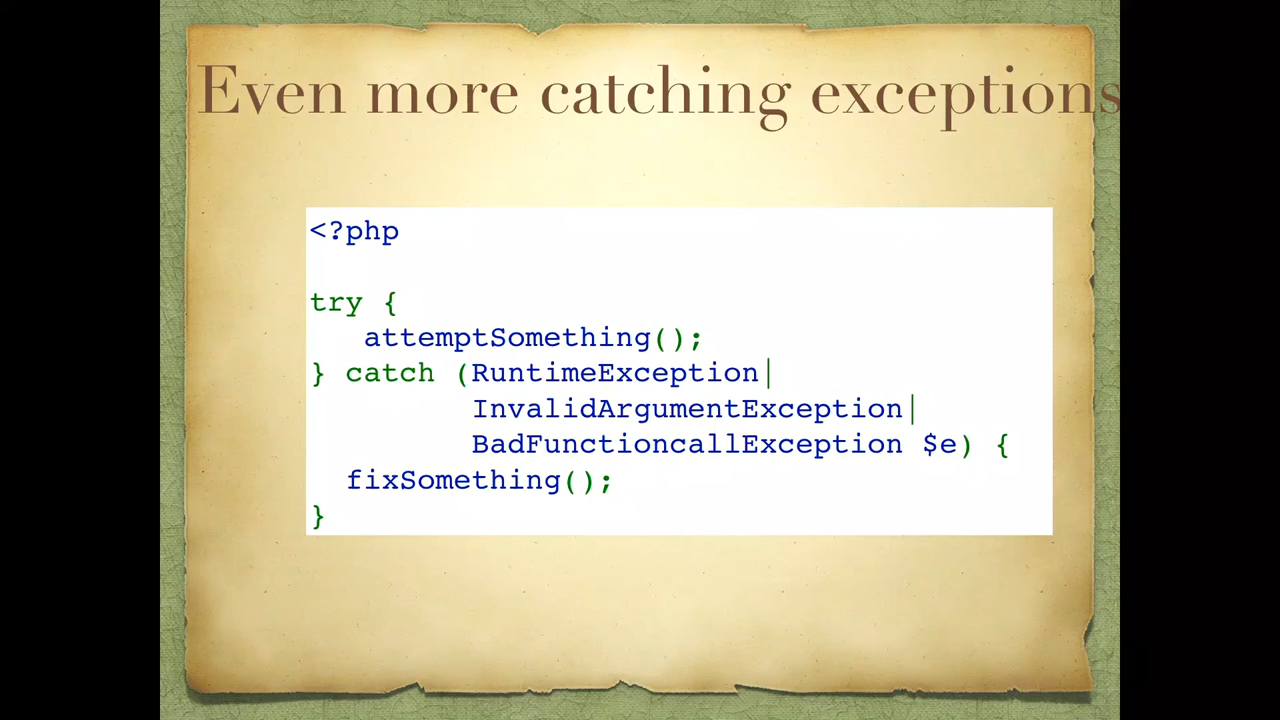 Even more catching exceptions
<?php
try {
attemptSomething();
} catch (RuntimeException|
InvalidArgumentException|
BadFunctioncallException $e) {
fixSomething();
}